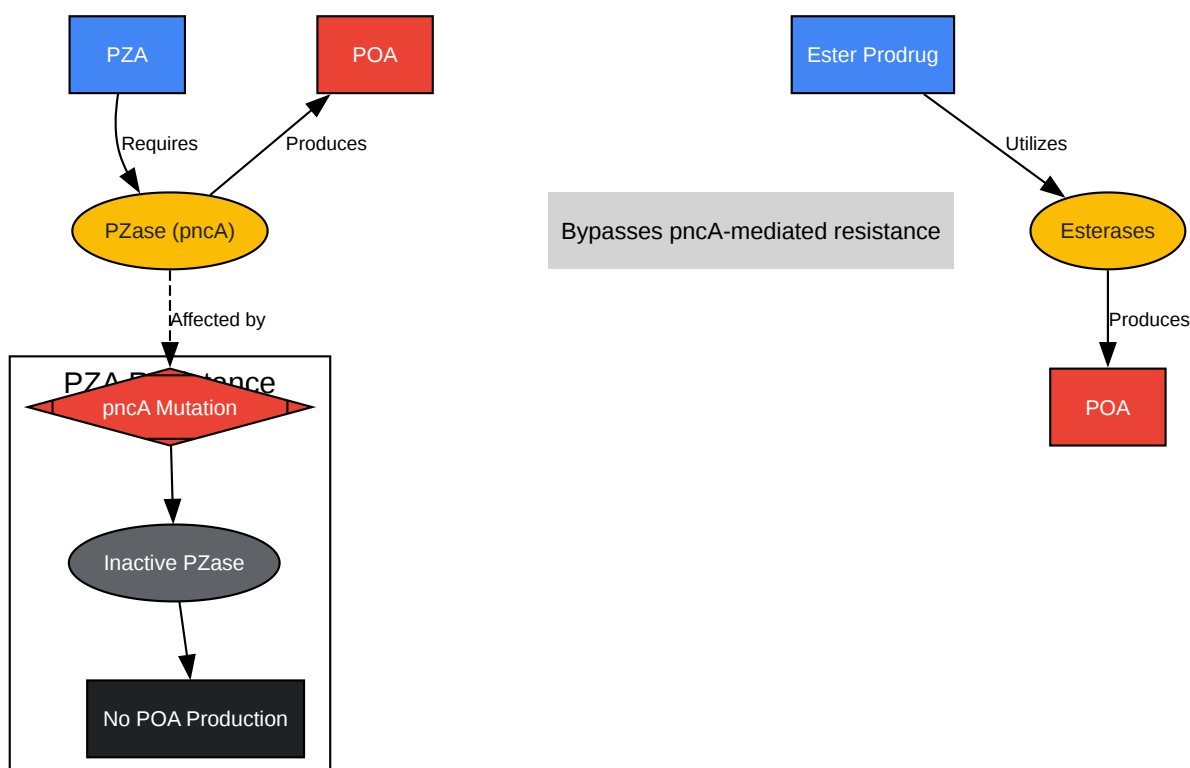 PZA
POA
Ester Prodrug
Requires
Produces
Utilizes
PZase (pncA)
Bypasses pncA-mediated resistance
Esterases
Affected by
Produces
PZA
pncA Mutation
POA
Inactive PZase
No POA Production